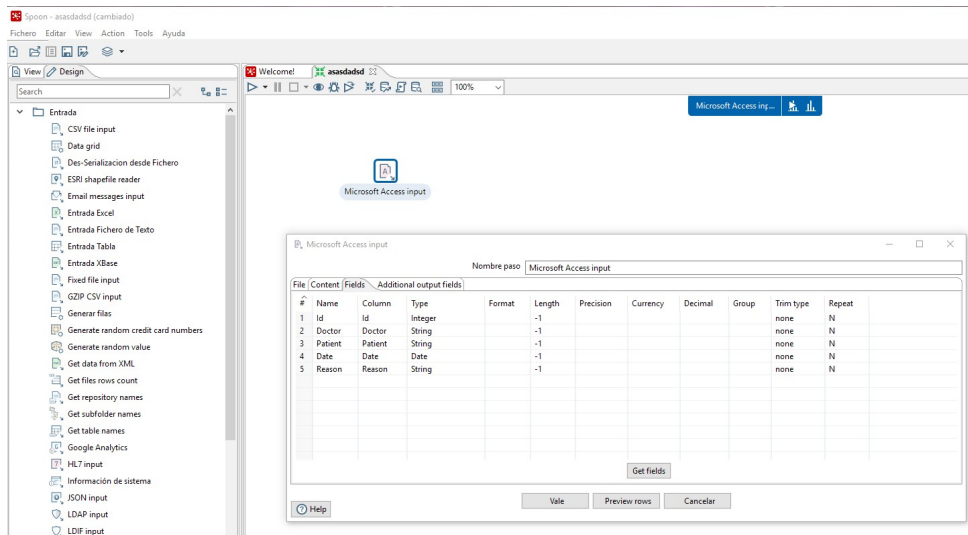 Spoon - asasdadsd (cambiado)
Fichero Editar View Action Tools Ayuda
View Design
Search
Entrada
CSV file input
Data grid
Des-Serializacion desde Fichero
ESRI shapefile reader
Email messages input
Entrada Excel
Entrada Fichero de Texto
Entrada Tabla
Entrada XBase
Fixed file input
GZIP CSV input
Generar filas
Generate random credit card numbers
Generate random value
Get data from XML
Get files rows count
Get repository names
Get subfolder names
Get table names
Google Analytics
HL7 input
Información de sistema
JSON input
LDAP input
LDIF input
Welcome! asasdadsd
100%
Microsoft Access inp...
Microsoft Access input
Microsoft Access input
Nombre paso Microsoft Access input
File Content Fields Additional output fields
# Name Column Type Format Length Precision Currency Decimal Group Trim type Repeat
1 Id Id Integer -1 none N
2 Doctor Doctor String -1 none N
3 Patient Patient String -1 none N
4 Date Date Date -1 none N
5 Reason Reason String -1 none N
Get fields
Help Vale Preview rows Cancelar